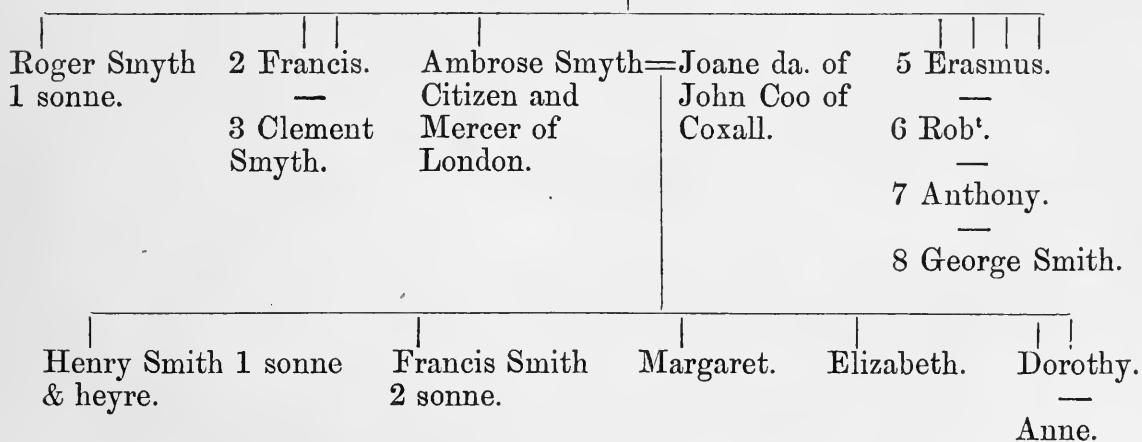 Roger Smyth
1 sonne.
2 Francis.
—
3 Clement
Smyth.
Ambrose Smyth=Joane da. of
Citizen and
Mercer of
London.
John Coo of
Coxall.
5 Erasmus.
—
6 Robᵗ.
—
7 Anthony.
—
8 George Smith.
Henry Smith 1 sonne
& heyre.
Francis Smith
2 sonne.
Margaret.
Elizabeth.
Dorothy.
—
Anne.